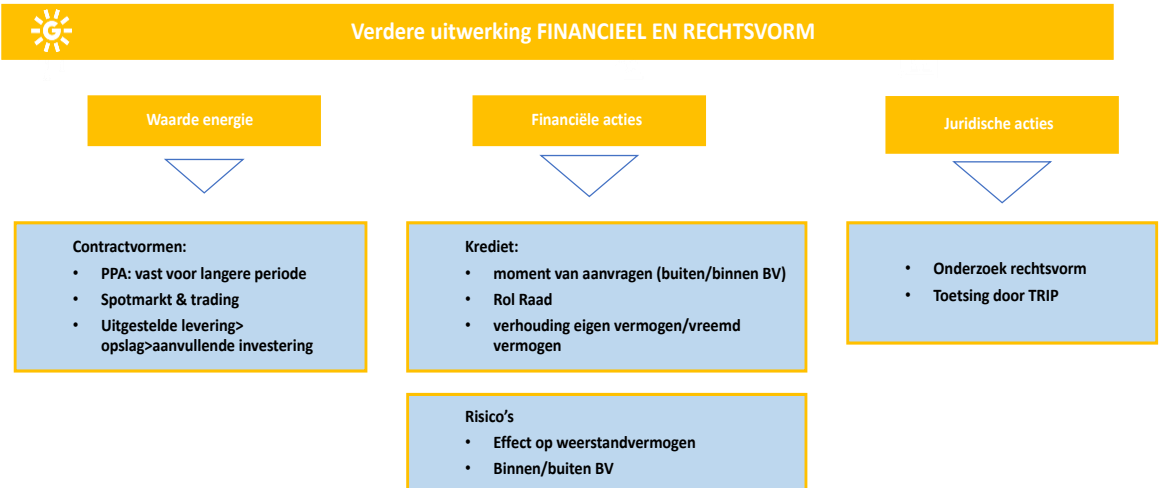 G
Verdere uitwerking FINANCIEEL EN RECHTSVORM
Waarde energie
Contractvormen:
• PPA: vast voor langere periode
• Spotmarkt & trading
• Uitgestelde levering>
opslag>aanvullende investering
Financiële acties
Krediet:
• moment van aanvragen (buiten/binnen BV)
• Rol Raad
• verhouding eigen vermogen/vreemd
vermogen
Risico's
• Effect op weerstandvermogen
• Binnen/buiten BV
Juridische acties
• Onderzoek rechtsvorm
• Toetsing door TRIP